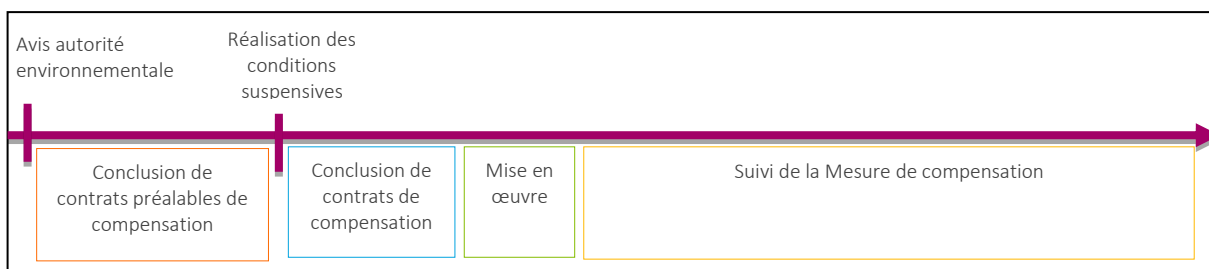 Avis autorité
environnementale
Réalisation des
conditions
suspensives
Conclusion de
contrats préalables de
compensation
Conclusion de
contrats de
compensation
Mise en
œuvre
Suivi de la Mesure de compensation